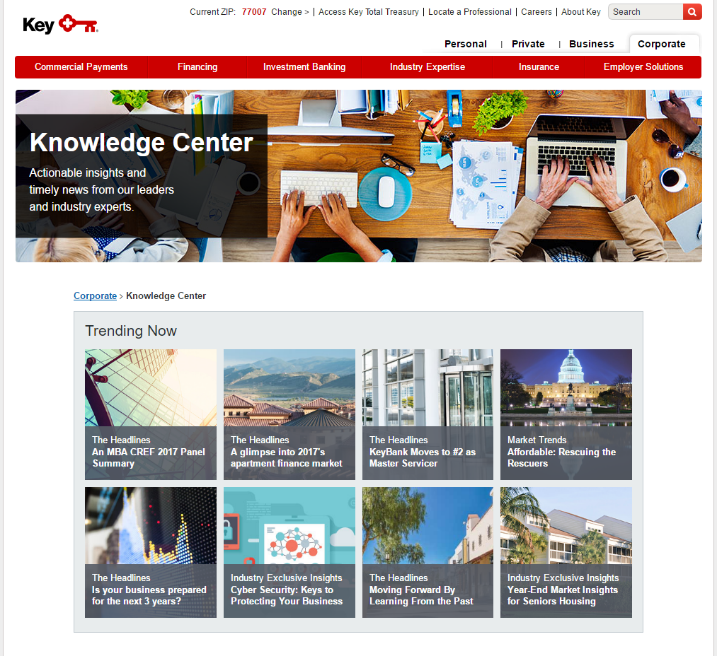 Key
Current ZIP: 77007 Change > | Access Key Total Treasury | Locate a Professional | Careers | About Key
Search
Personal | Private | Business | Corporate
Commercial Payments Financing Investment Banking Industry Expertise Insurance Employer Solutions
Knowledge Center
Actionable insights and
timely news from our leaders
and industry experts.
Corporate > Knowledge Center
Trending Now
The Headlines
An MBA CREF 2017 Panel
Summary
The Headlines
A glimpse into 2017's
apartment finance market
The Headlines
KeyBank Moves to #2 as
Master Servicer
Market Trends
Affordable: Rescuing the
Rescuers
The Headlines
Is your business prepared
for the next 3 years?
Industry Exclusive Insights
Cyber Security: Keys to
Protecting Your Business
The Headlines
Moving Forward By
Learning From the Past
Industry Exclusive Insights
Year-End Market Insights
for Seniors Housing